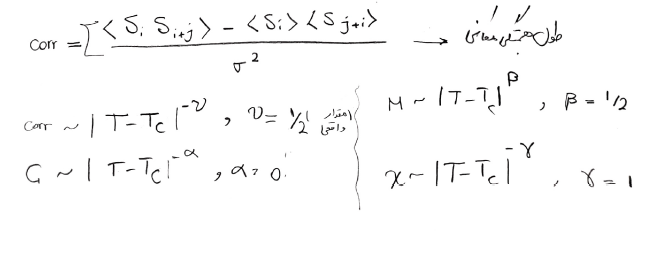 corr = [ <S_i S_{i+j}> - <S_i> <S_{j+i}> / σ^2 → طول همبستگی
corr ~ |T-T_c|^{-ν} , ν = 1/2 مقدار واقعی
M ~ |T-T_c|^β , β = 1/2
C ~ |T-T_c|^{-α} , α = 0
χ ~ |T-T_c|^{-γ} , γ = 1